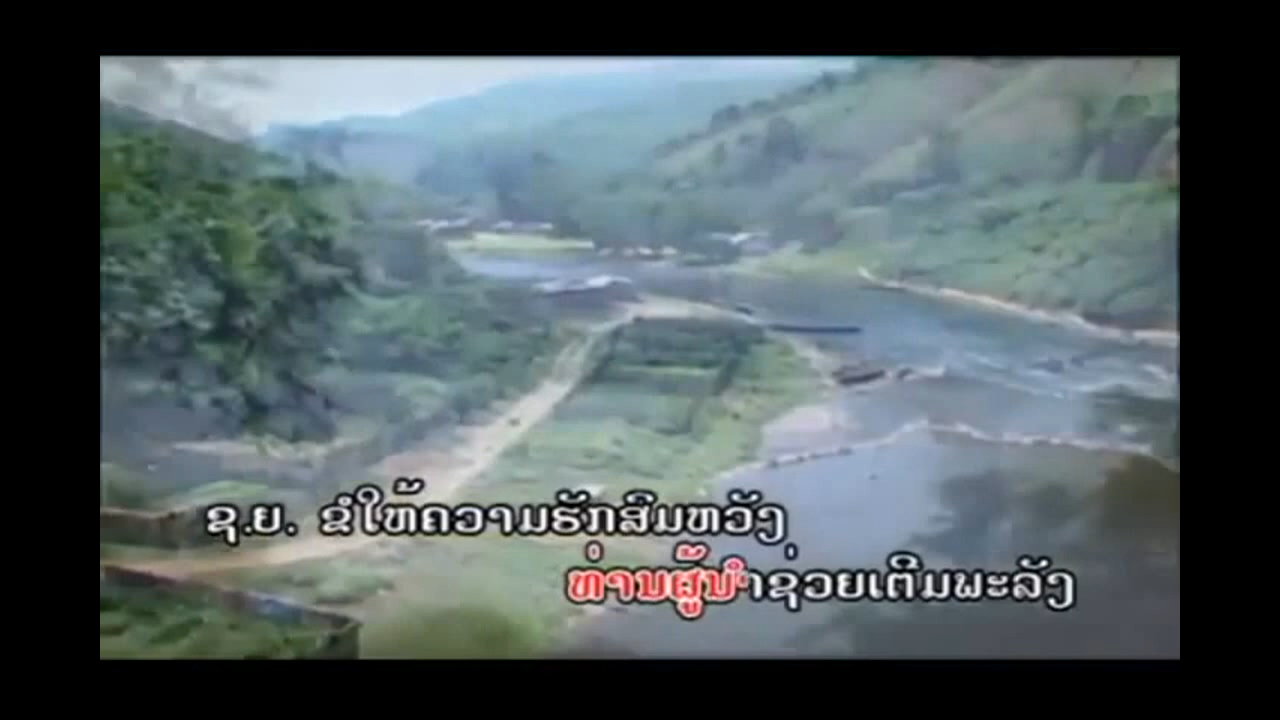 ຊ.ຍ. ຂໍໃຫ້ຄວາມຮັກສົມຫວັງ
ທ່ານຜູ້ນຳຊ່ວຍເຕີມພະລັງ